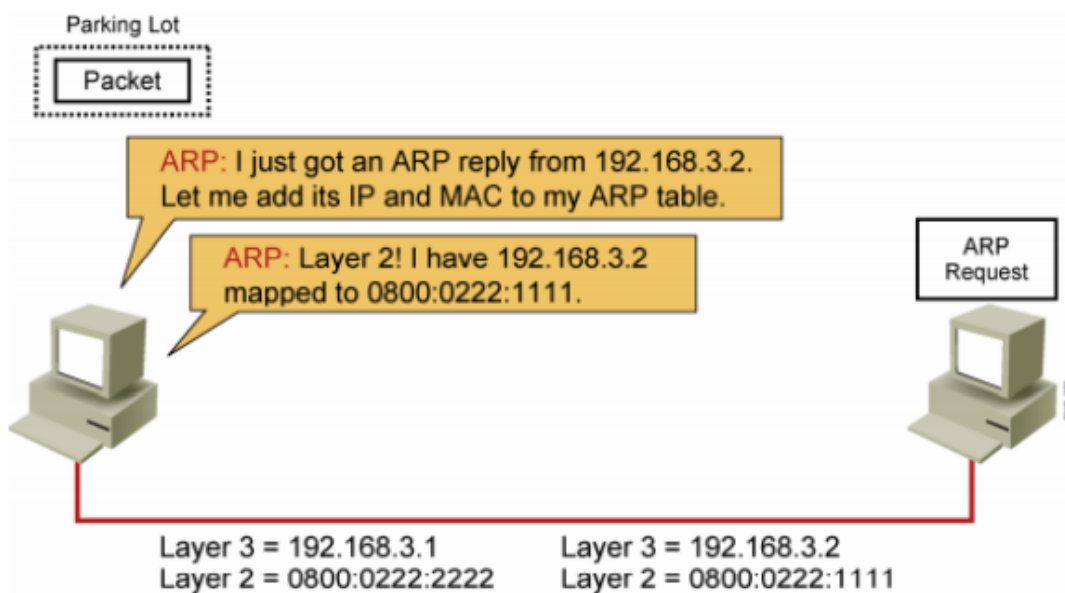 Parking Lot
Packet
ARP: I just got an ARP reply from 192.168.3.2.
Let me add its IP and MAC to my ARP table.
ARP: Layer 2! I have 192.168.3.2
mapped to 0800:0222:1111.
ARP
Request
Layer 3 = 192.168.3.1
Layer 2 = 0800:0222:2222
Layer 3 = 192.168.3.2
Layer 2 = 0800:0222:1111